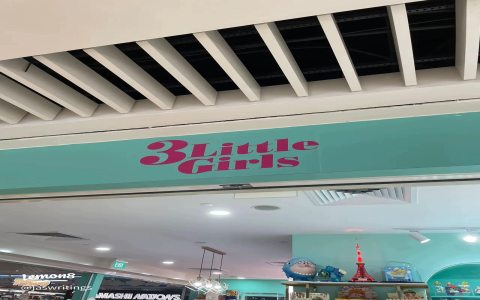 3 Little
Girls
Lemon8
@jaswritings